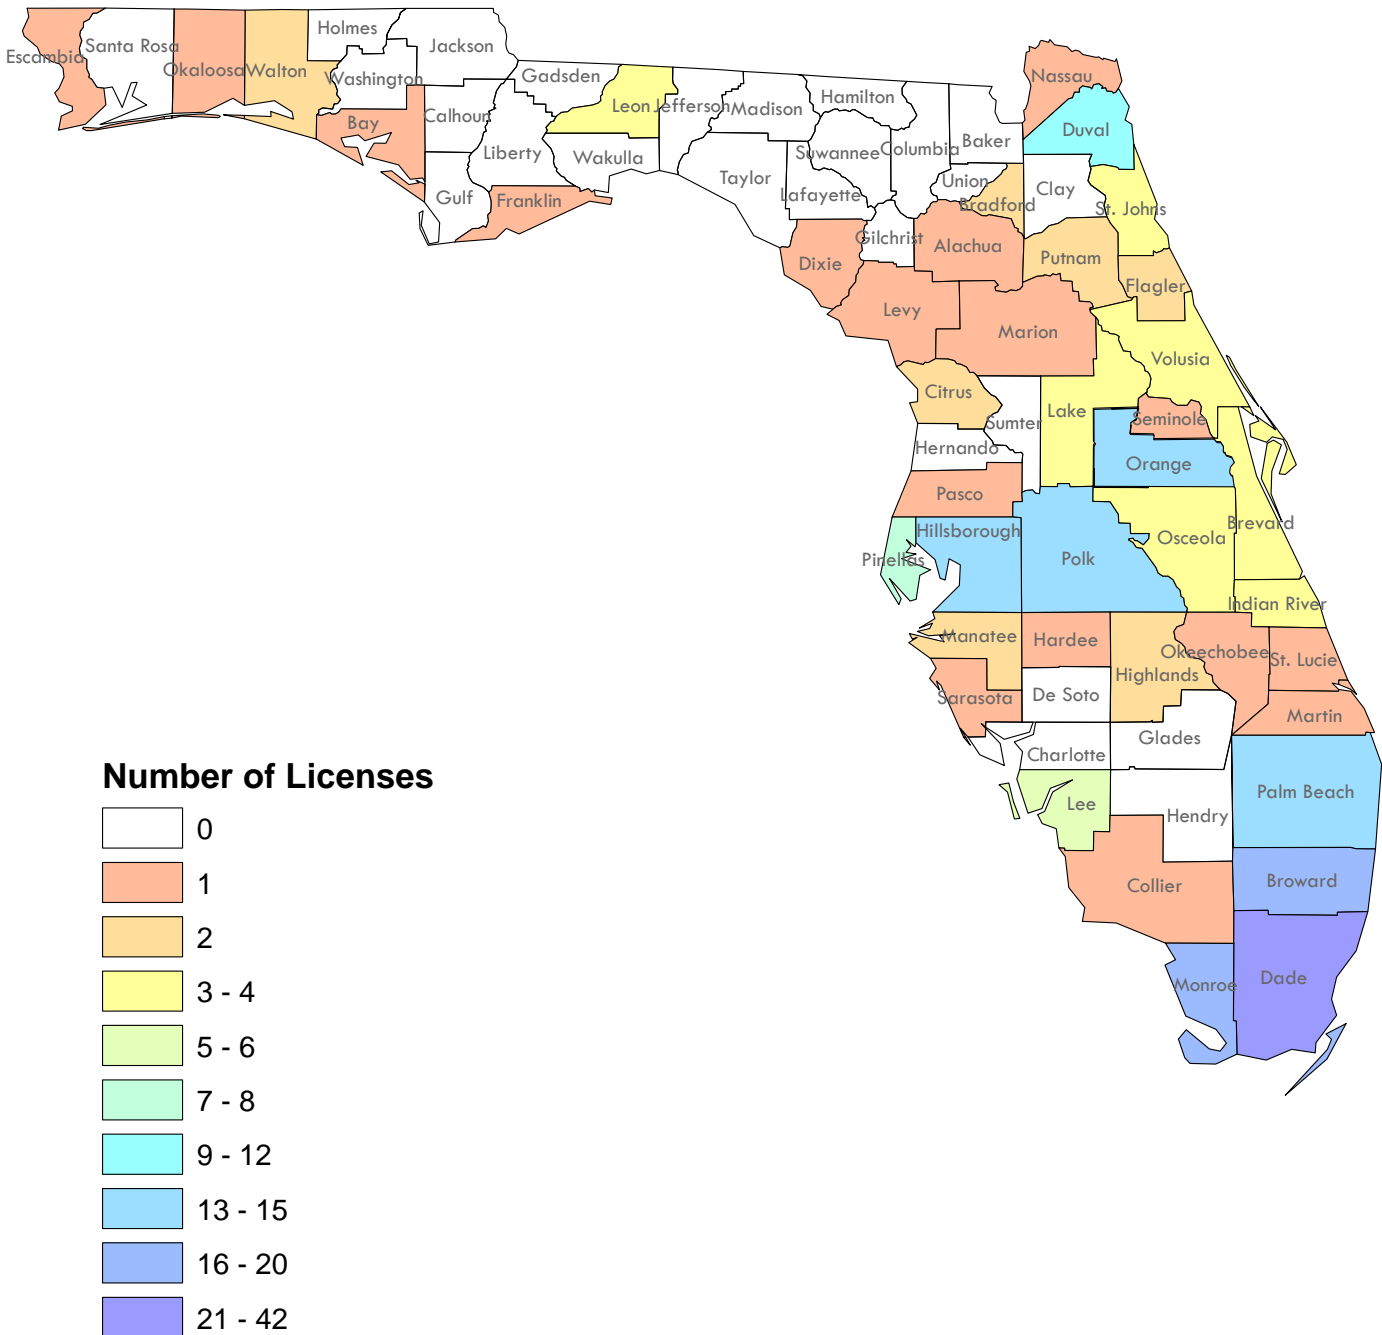 Holmes
Jackson
Santa Rosa
Escambia
Okaloosa
Walton
Washington
Gadsden
Nassau
Leon
Jefferson
Madison
Hamilton
Calhoun
Bay
Duval
Baker
Liberty
Wakulla
Suwannee
Columbia
Taylor
Union
Clay
Lafayette
Gulf
Franklin
Bradford
St. Johns
Gilchrist
Alachua
Dixie
Putnam
Flagler
Levy
Marion
Volusia
Citrus
Lake
Seminole
Sumter
Hernando
Orange
Pasco
Brevard
Hillsborough
Osceola
Pinellas
Polk
Indian River
Manatee
Hardee
Okeechobee
St. Lucie
Highlands
Sarasota
De Soto
Martin
Glades
Charlotte
Number of Licenses
Palm Beach
Lee
Hendry
0
1
Broward
Collier
2
Dade
Monroe
3 - 4
5 - 6
7 - 8
9 - 12
13 - 15
16 - 20
21 - 42